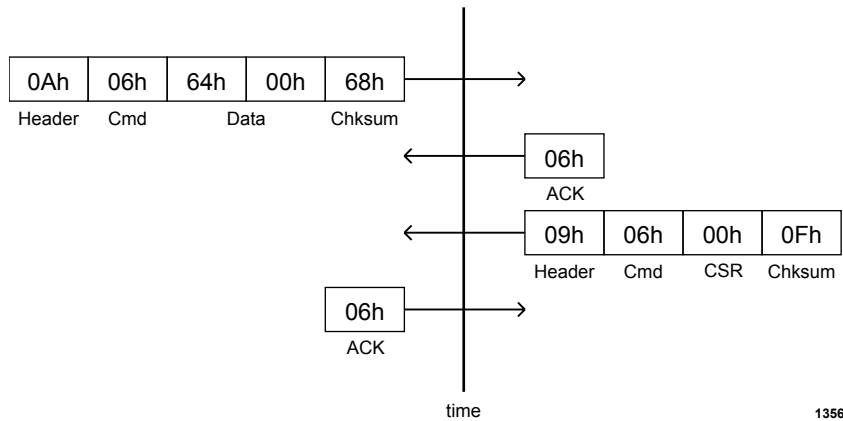 0Ah 06h 64h 00h 68h
Header Cmd Data Chksum
06h
ACK
09h 06h 00h 0Fh
Header Cmd CSR Chksum
06h
ACK
time
1356